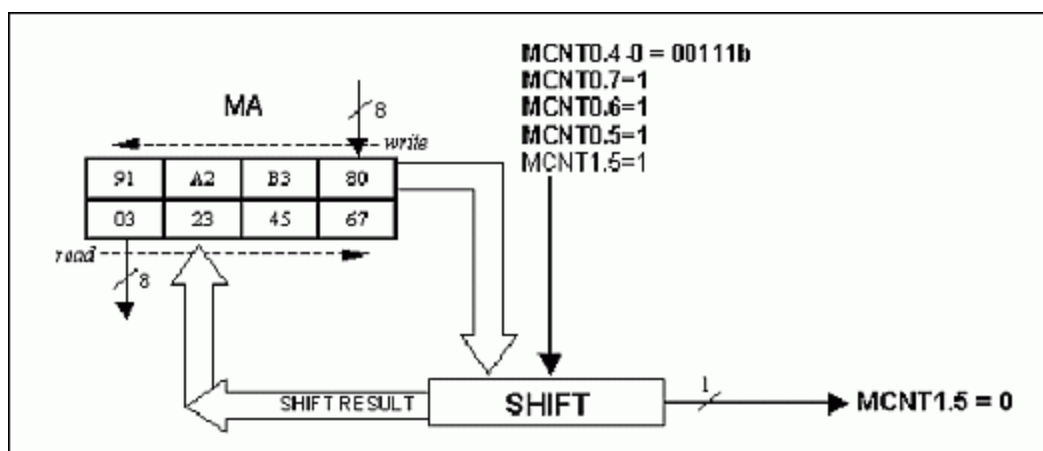 MCNT0.4-0 = 00111b
MCNT0.7=1
MCNT0.6=1
MCNT0.5=1
MCNT1.5=1
MA
8
write
91 A2 B3 80
03 23 45 67
read
8
SHIFT RESULT
SHIFT
1
MCNT1.5 = 0